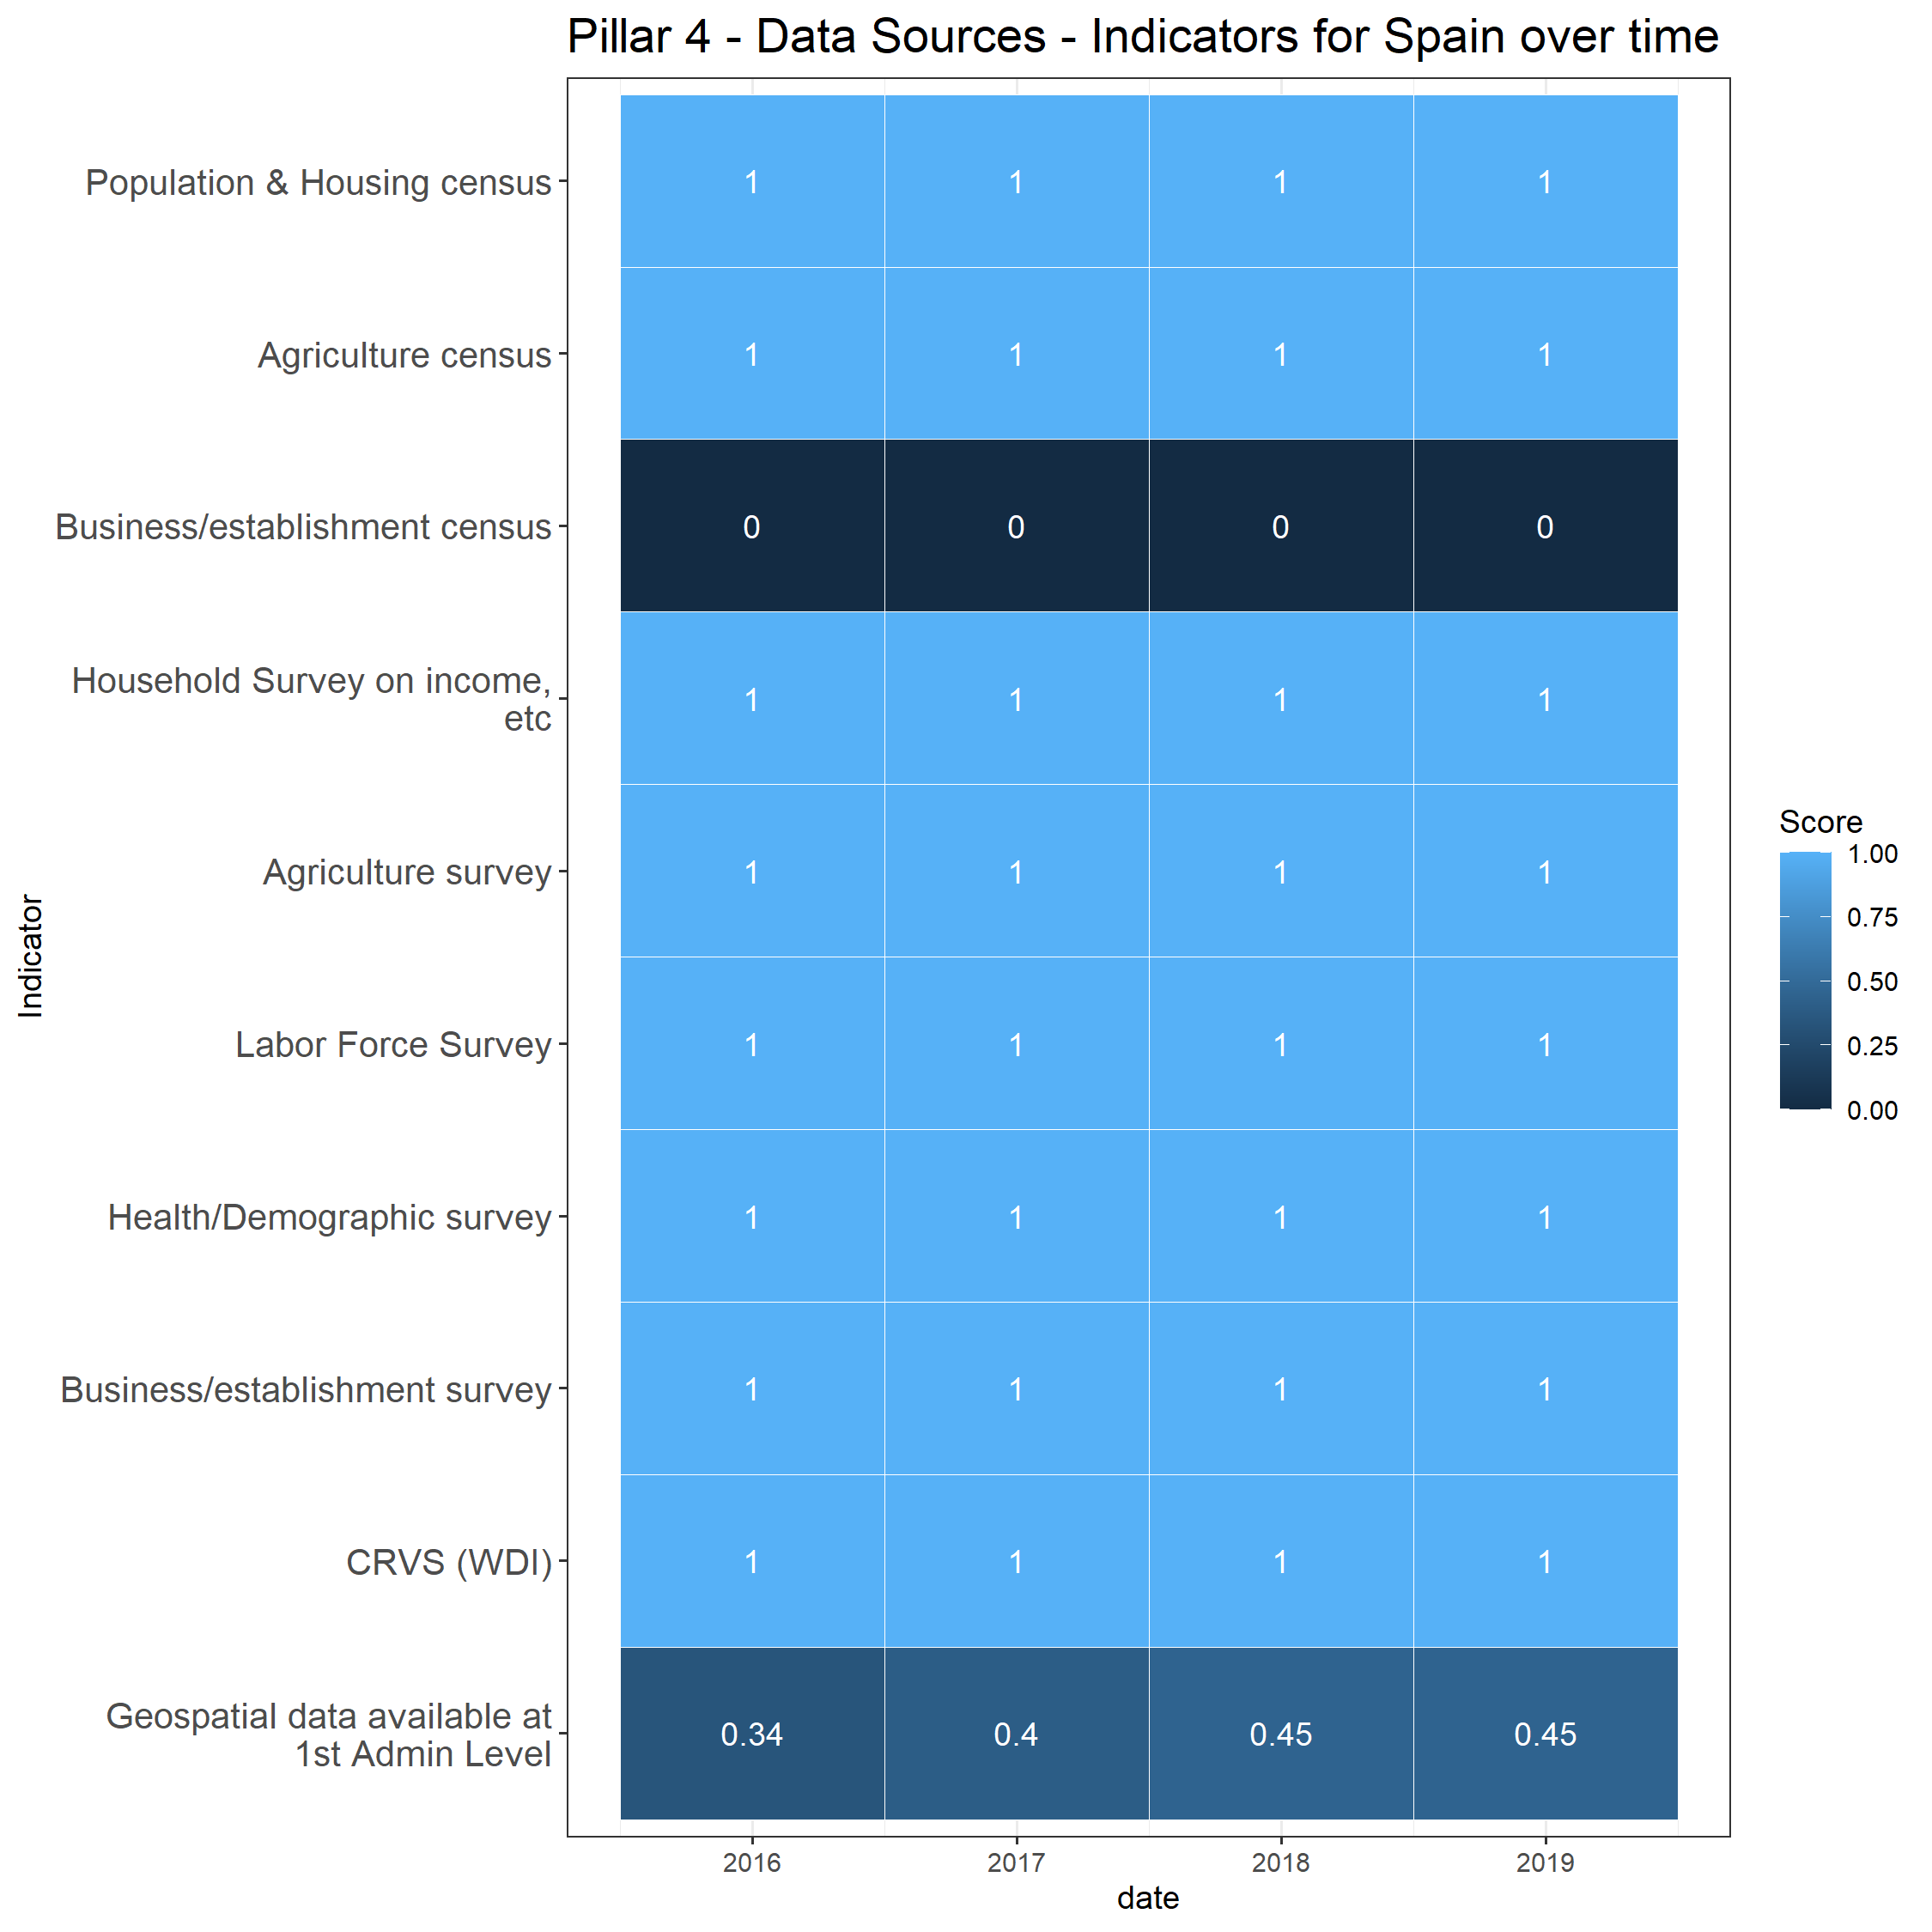 Pillar 4 - Data Sources - Indicators for Spain over time
Indicator
Population & Housing census 1 1 1 1
Agriculture census 1 1 1 1
Business/establishment census 0 0 0 0
Household Survey on income,
etc 1 1 1 1
Agriculture survey 1 1 1 1
Labor Force Survey 1 1 1 1
Health/Demographic survey 1 1 1 1
Business/establishment survey 1 1 1 1
CRVS (WDI) 1 1 1 1
Geospatial data available at
1st Admin Level 0.34 0.4 0.45 0.45
2016 2017 2018 2019
date
Score
1.00
0.75
0.50
0.25
0.00